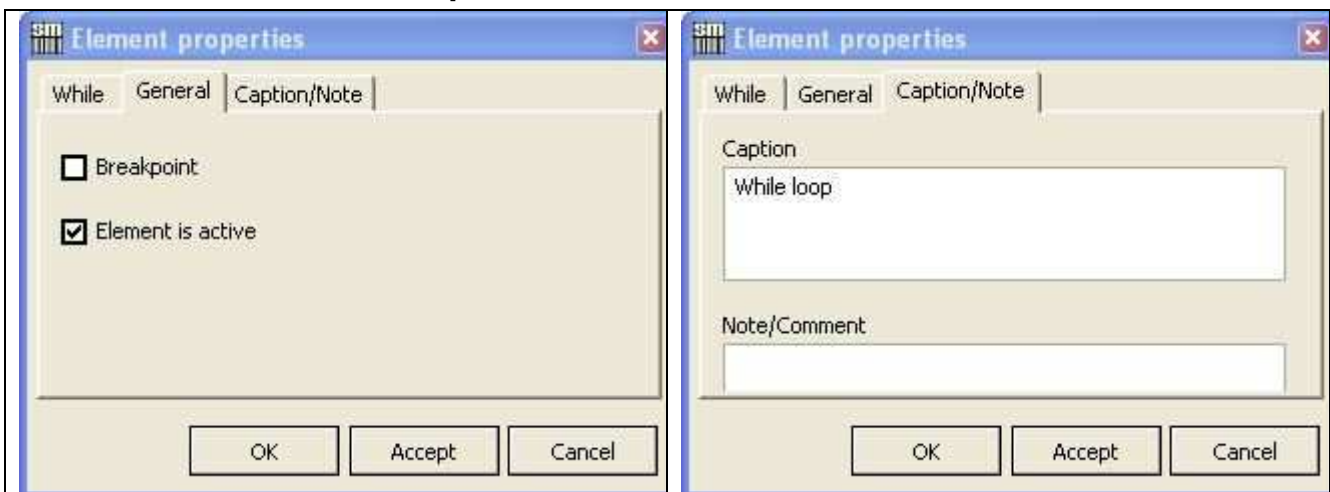 Element properties
While General Caption/Note
Breakpoint
Element is active
OK Accept Cancel
Element properties
While General Caption/Note
Caption
While loop
Note/Comment
OK Accept Cancel